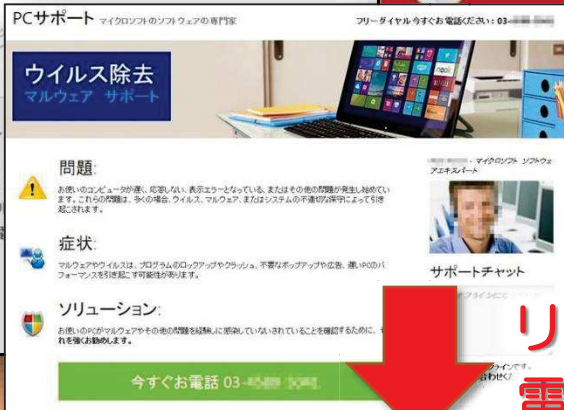 PCサポート マイクロソフトのソフトウェアの専門家
フリーダイヤル 今すぐお電話ください : 03-
ウイルス除去
マルウェア サポート
問題:
お使いのコンピュータが遅く、応答しない、表示エラーとなっている、またはその他の問題が発生し始めてい
ます。これらの問題は、多くの場合、ウイルス、マルウェア、またはシステムの不適切な保守によって引き
起こされます。
症状:
マルウェアやウイルスは、プログラムのロックアップやクラッシュ、不要なポップアップや広告、遅いPCのパ
フォーマンスを引き起こす可能性があります。
ソリューション:
お使いのPCがマルウェアやその他の問題を経験し、に感染していないされていることを確認するために、
れを強くお勧めします。
今すぐお電話 03-
マイクロソフト ソフトウェ
アエキスパート
サポートチャット
リ
電